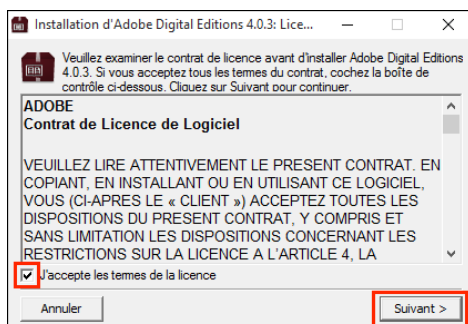 Installation d'Adobe Digital Editions 4.0.3: Lice...
Veuillez examiner le contrat de licence avant d'installer Adobe Digital Editions
4.0.3. Si vous acceptez tous les termes du contrat, cochez la boîte de
contrôle ci-dessous. Cliquez sur Suivant pour continuer.
ADOBE
Contrat de Licence de Logiciel
VEUILLEZ LIRE ATTENTIVEMENT LE PRESENT CONTRAT. EN
COPIANT, EN INSTALLANT OU EN UTILISANT CE LOGICIEL,
VOUS (CI-APRES LE « CLIENT ») ACCEPTEZ TOUTES LES
DISPOSITIONS DU PRESENT CONTRAT, Y COMPRIS ET
SANS LIMITATION LES DISPOSITIONS CONCERNANT LES
RESTRICTIONS SUR LA LICENCE A L'ARTICLE 4, LA
J'accepte les termes de la licence
Annuler
Suivant >